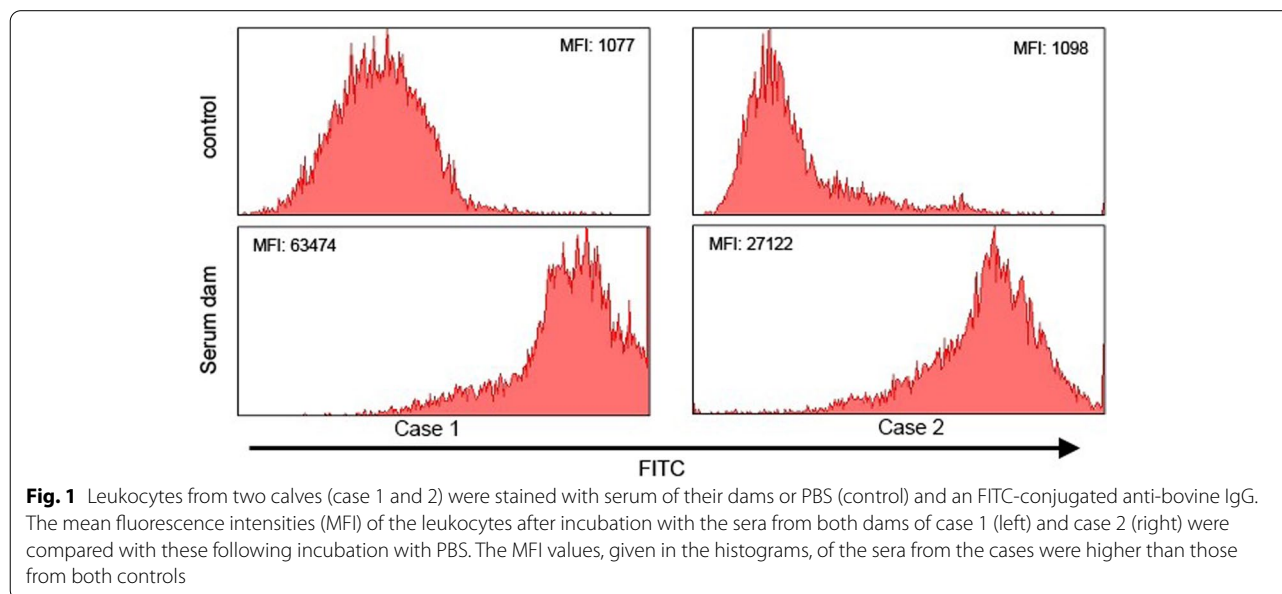 MFI: 1077
MFI: 1098
control
MFI: 63474
MFI: 27122
Serum dam
Case 1
Case 2
FITC
Fig. 1 Leukocytes from two calves (case 1 and 2) were stained with serum of their dams or PBS (control) and an FITC-conjugated anti-bovine IgG.
The mean fluorescence intensities (MFI) of the leukocytes after incubation with the sera from both dams of case 1 (left) and case 2 (right) were
compared with these following incubation with PBS. The MFI values, given in the histograms, of the sera from the cases were higher than those
from both controls